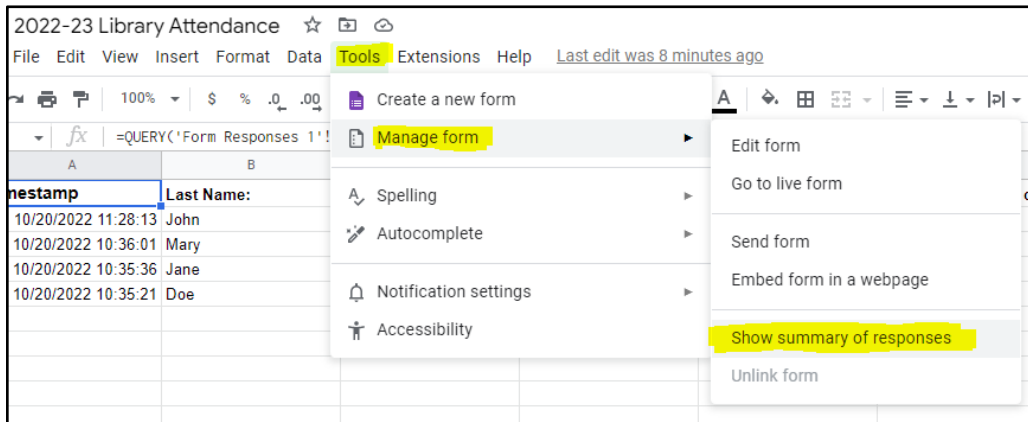 2022-23 Library Attendance
File Edit View Insert Format Data Tools Extensions Help Last edit was 8 minutes ago
100% $ % .0 .00 A
fx =QUERY('Form Responses 1'!
Create a new form
Manage form
Spelling
Autocomplete
Notification settings
Accessibility
Edit form
Go to live form
Send form
Embed form in a webpage
Show summary of responses
Unlink form
A B
mestamp Last Name:
10/20/2022 11:28:13 John
10/20/2022 10:36:01 Mary
10/20/2022 10:35:36 Jane
10/20/2022 10:35:21 Doe